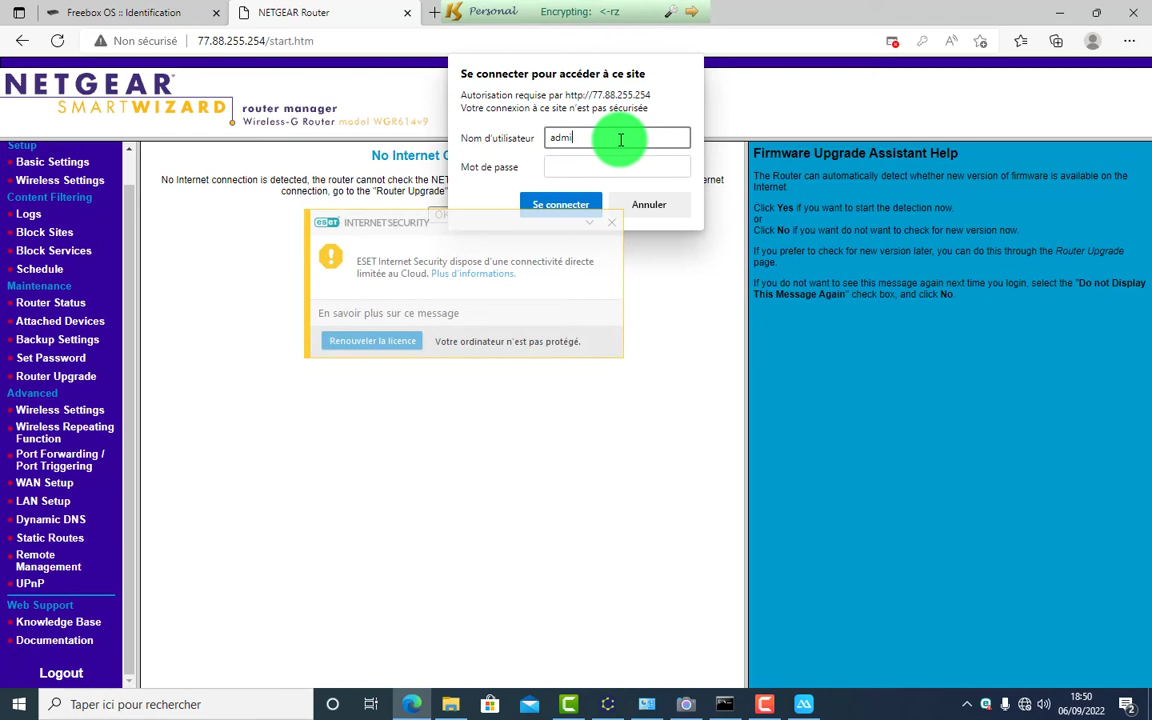 Freebox OS :: Identification
NETGEAR Router
Personal
Encrypting: <-rz
Non sécurisé
77.88.255.254/start.htm
NETGEAR
SMARTWIZARD
router manager
Wireless-G Router model WGR614v9
Se connecter pour accéder à ce site
Autorisation requise par http://77.88.255.254
Votre connexion à ce site n'est pas sécurisée
Nom d'utilisateur
admi
Mot de passe
Se connecter
Annuler
Setup
Basic Settings
Wireless Settings
Content Filtering
Logs
Block Sites
Block Services
Schedule
Maintenance
Router Status
Attached Devices
Backup Settings
Set Password
Router Upgrade
Advanced
Wireless Settings
Wireless Repeating
Function
Port Forwarding /
Port Triggering
WAN Setup
LAN Setup
Dynamic DNS
Static Routes
Remote
Management
UPnP
Web Support
Knowledge Base
Documentation
Logout
No Internet C
No Internet connection is detected, the router cannot check the NET
ternet
connection, go to the "Router Upgrade"
OK
ESET INTERNET SECURITY
ESET Internet Security dispose d'une connectivité directe
limitée au Cloud. Plus d'informations.
En savoir plus sur ce message
Renouveler la licence
Votre ordinateur n'est pas protégé.
Firmware Upgrade Assistant Help
The Router can automatically detect whether new version of firmware is available on the
Internet.
Click Yes if you want to start the detection now.
or
Click No if you want do not want to check for new version now.
If you prefer to check for new version later, you can do this through the Router Upgrade
page.
If you do not want to see this message again next time you login, select the "Do not Display
This Message Again" check box, and click No.
Taper ici pour rechercher
18:50
06/09/2022
2